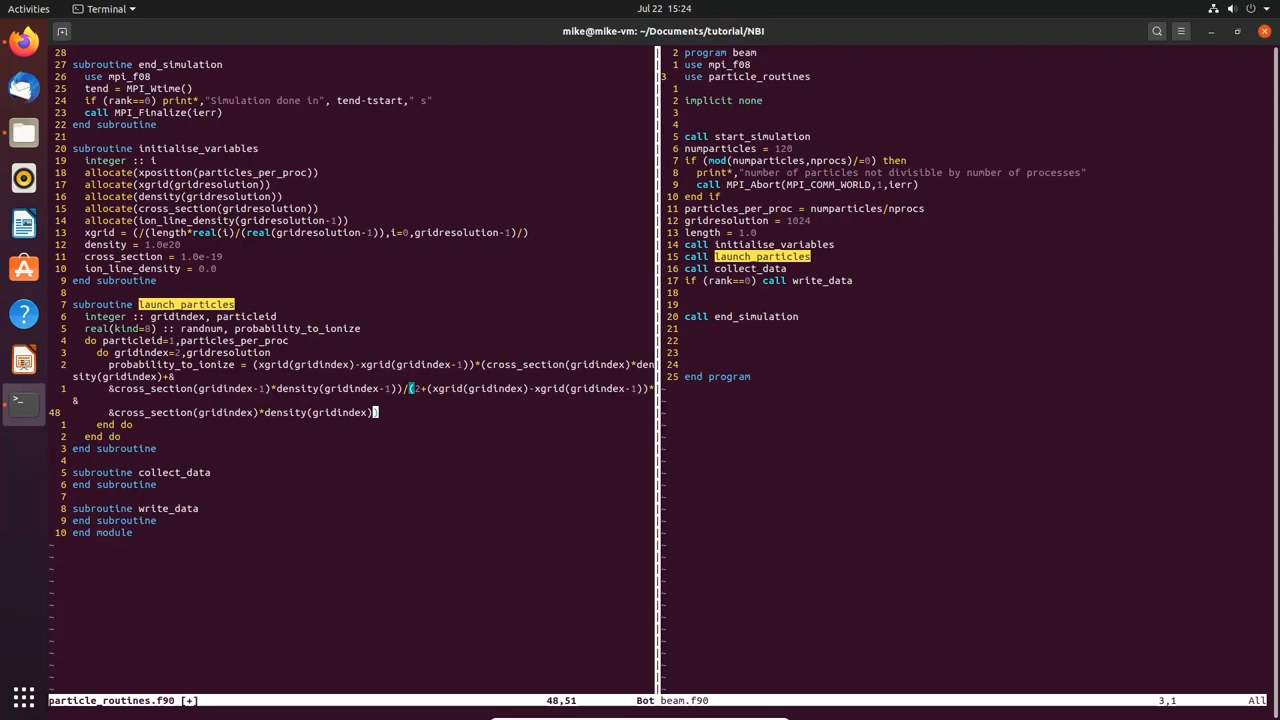 Activities
Terminal
Jul 22 15:24
mike@mike-vm: ~/Documents/tutorial/NBI
28
27 subroutine end_simulation
26   use mpi_f08
25   tend = MPI_Wtime()
24   if (rank==0) print*,"Simulation done in", tend-tstart," s"
23   call MPI_Finalize(ierr)
22 end subroutine
21
20 subroutine initialise_variables
19   integer :: i
18   allocate(xposition(particles_per_proc))
17   allocate(xgrid(gridresolution))
16   allocate(density(gridresolution))
15   allocate(cross_section(gridresolution))
14   allocate(ion_line_density(gridresolution-1))
13   xgrid = (/(length*real(i)/(real(gridresolution-1)),i=0,gridresolution-1)/)
12   density = 1.0e20
11   cross_section = 1.0e-19
10   ion_line_density = 0.0
9 end subroutine
8
7 subroutine launch_particles
6   integer :: gridindex, particleid
5   real(kind=8) :: randnum, probability_to_ionize
4   do particleid=1,particles_per_proc
3     do gridindex=2,gridresolution
2       probability_to_ionize = (xgrid(gridindex)-xgrid(gridindex-1))*(cross_section(gridindex)*den
sity(gridindex)+&
1       &cross_section(gridindex-1)*density(gridindex-1))/(2+(xgrid(gridindex)-xgrid(gridindex-1))*
&
48       &cross_section(gridindex)*density(gridindex))
1     end do
2   end do
3 end subroutine
4
5 subroutine collect_data
6 end subroutine
7
8 subroutine write_data
9 end subroutine
10 end module
particle_routines.f90 [+] 48,51 Bot
2 program beam
1 use mpi_f08
3 use particle_routines
1
2 implicit none
3
4
5 call start_simulation
6 numparticles = 120
7 if (mod(numparticles,nprocs)/=0) then
8   print*,"number of particles not divisible by number of processes"
9   call MPI_Abort(MPI_COMM_WORLD,1,ierr)
10 end if
11 particles_per_proc = numparticles/nprocs
12 gridresolution = 1024
13 length = 1.0
14 call initialise_variables
15 call launch_particles
16 call collect_data
17 if (rank==0) call write_data
18
19
20 call end_simulation
21
22
23
24
25 end program
beam.f90 3,1 All